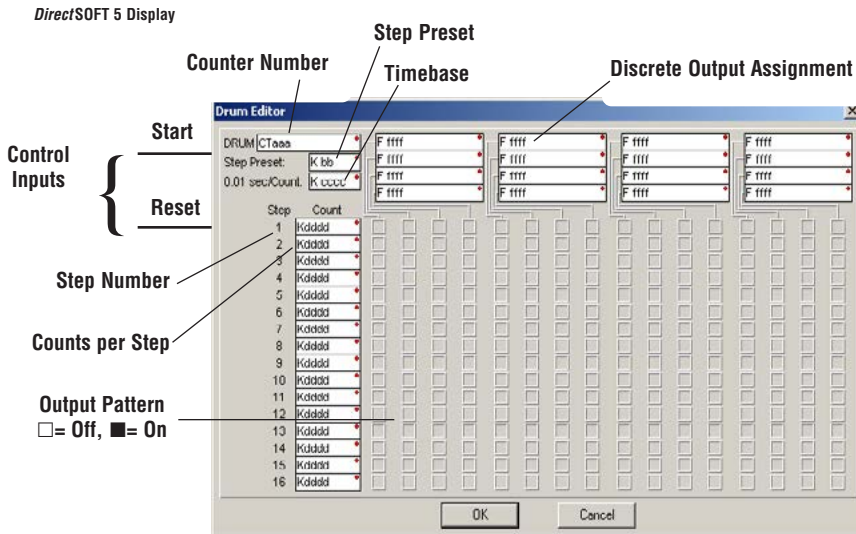 DirectSOFT 5 Display
Step Preset
Counter Number
Timebase
Discrete Output Assignment
Drum Editor
Start
Control
Inputs
Reset
DRUM CTaaa
Step Preset: K bb
0.01 sec/Count. K cccc
F ffff F ffff F ffff F ffff
F ffff F ffff F ffff F ffff
F ffff F ffff F ffff F ffff
F ffff F ffff F ffff F ffff
Step Count
1 Kdddd
2 Kdddd
3 Kdddd
4 Kdddd
5 Kdddd
6 Kdddd
7 Kdddd
8 Kdddd
9 Kdddd
10 Kdddd
11 Kdddd
12 Kdddd
13 Kdddd
14 Kdddd
15 Kdddd
16 Kdddd
Step Number
Counts per Step
Output Pattern
□= Off, ■= On
OK Cancel